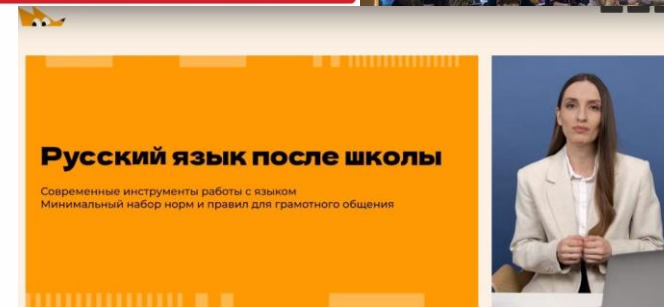 Русский язык после школы
Современные инструменты работы с языком
Минимальный набор норм и правил для грамотного общения